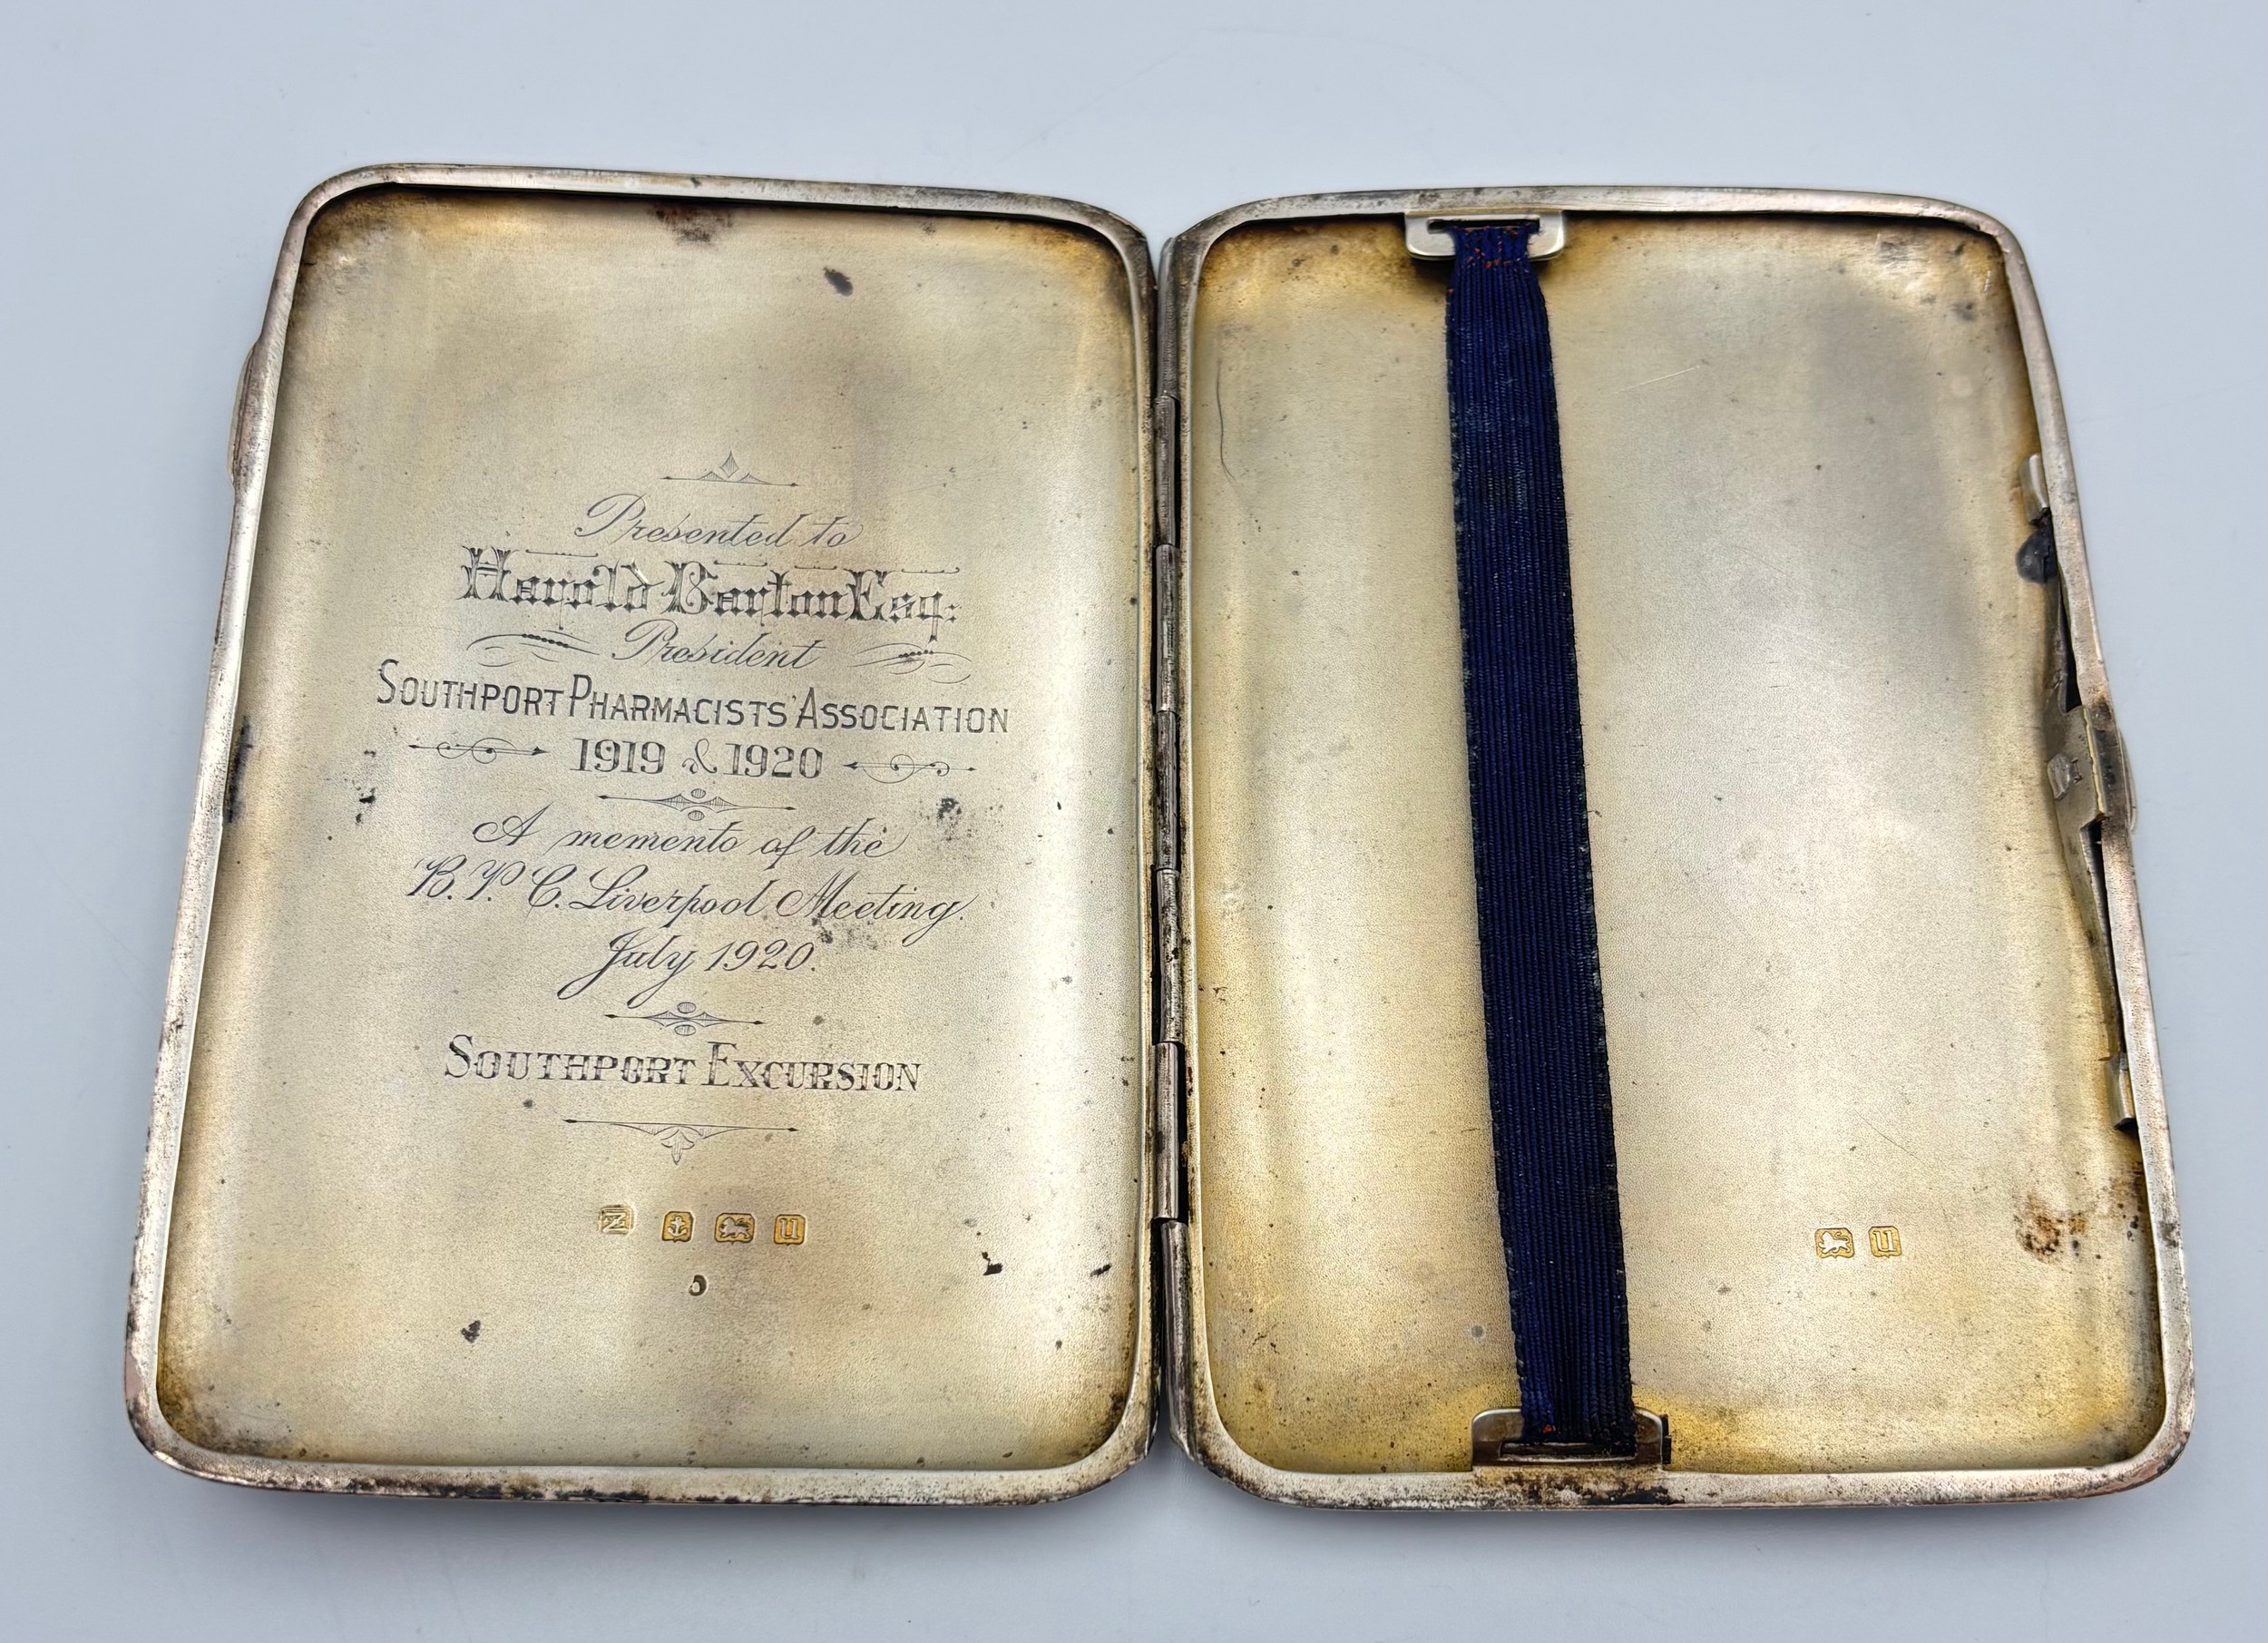 Presented to
Harold Barton Esq:
President
SOUTHPORT PHARMACISTS' ASSOCIATION
1919 & 1920
A memento of the
B. P. C. Liverpool Meeting.
July 1920.
SOUTHPORT EXCURSION